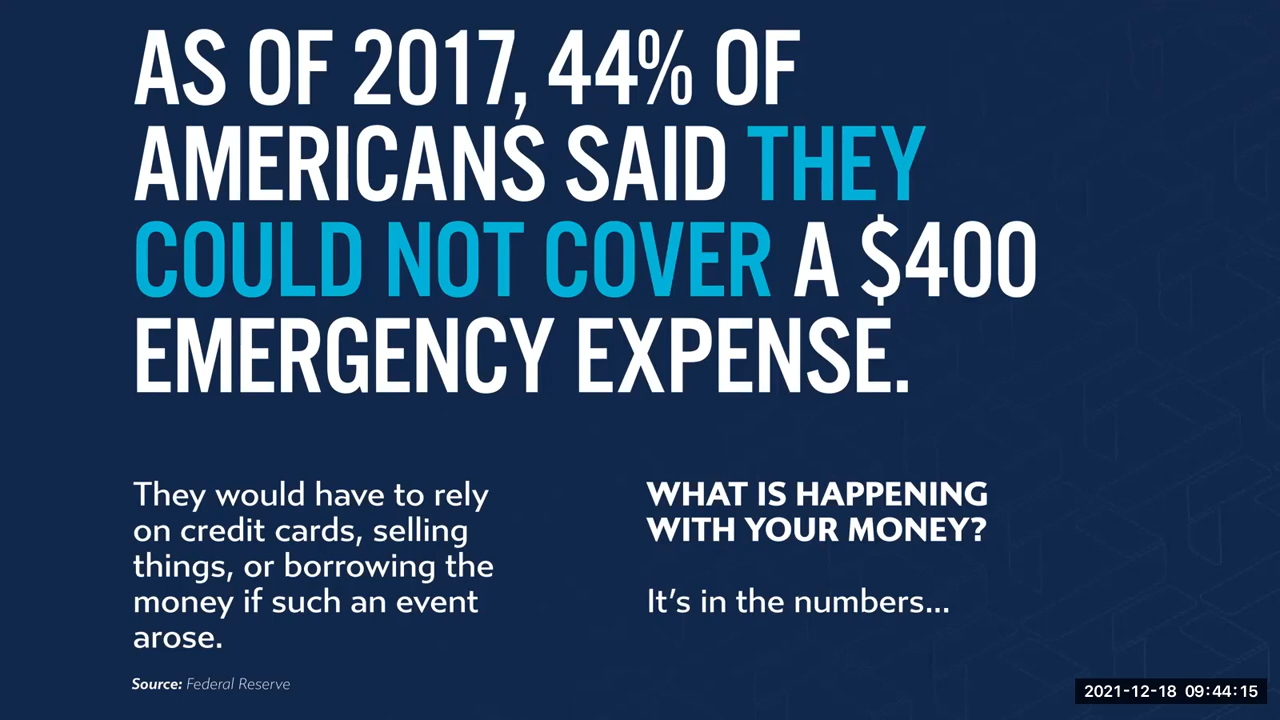 AS OF 2017, 44% OF
AMERICANS SAID THEY
COULD NOT COVER A $400
EMERGENCY EXPENSE.
They would have to rely
on credit cards, selling
things, or borrowing the
money if such an event
arose.
WHAT IS HAPPENING
WITH YOUR MONEY?
It’s in the numbers...
Source: Federal Reserve
2021-12-18 09:44:15